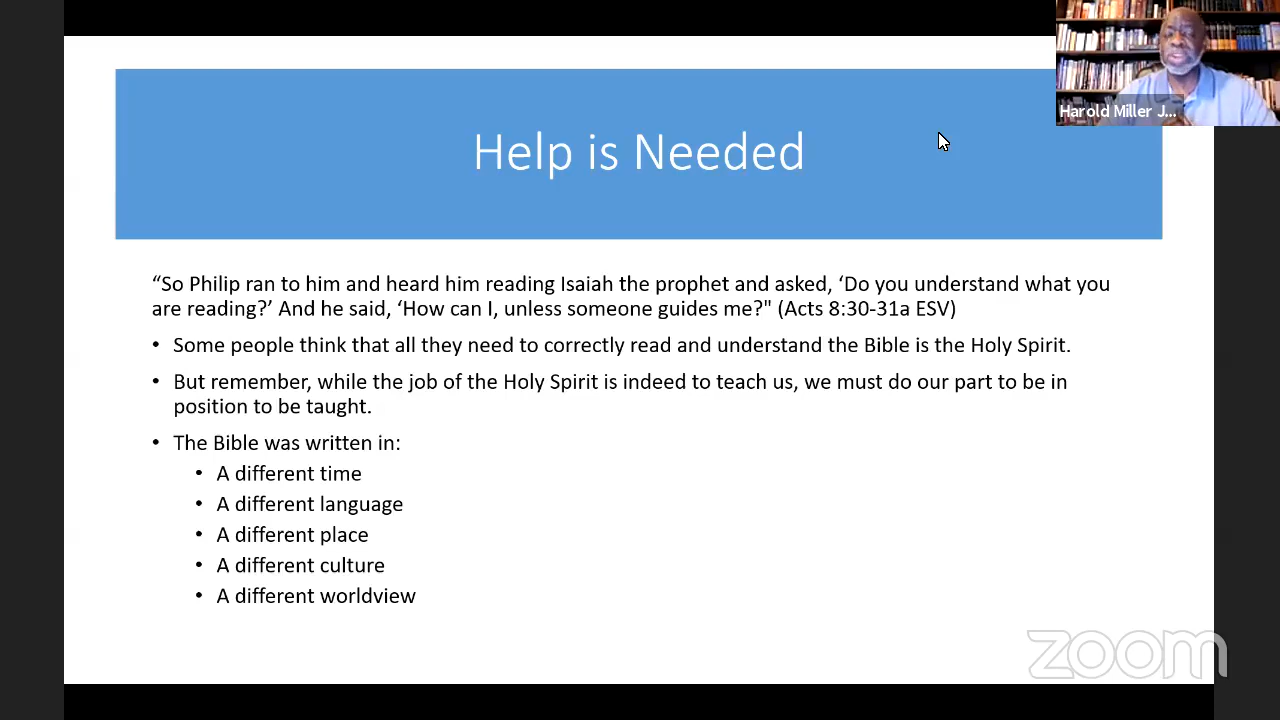 Harold Miller J...
Help is Needed
“So Philip ran to him and heard him reading Isaiah the prophet and asked, ‘Do you understand what you
are reading?’ And he said, ‘How can I, unless someone guides me?" (Acts 8:30-31a ESV)
• Some people think that all they need to correctly read and understand the Bible is the Holy Spirit.
• But remember, while the job of the Holy Spirit is indeed to teach us, we must do our part to be in
position to be taught.
• The Bible was written in:
• A different time
• A different language
• A different place
• A different culture
• A different worldview
zoom